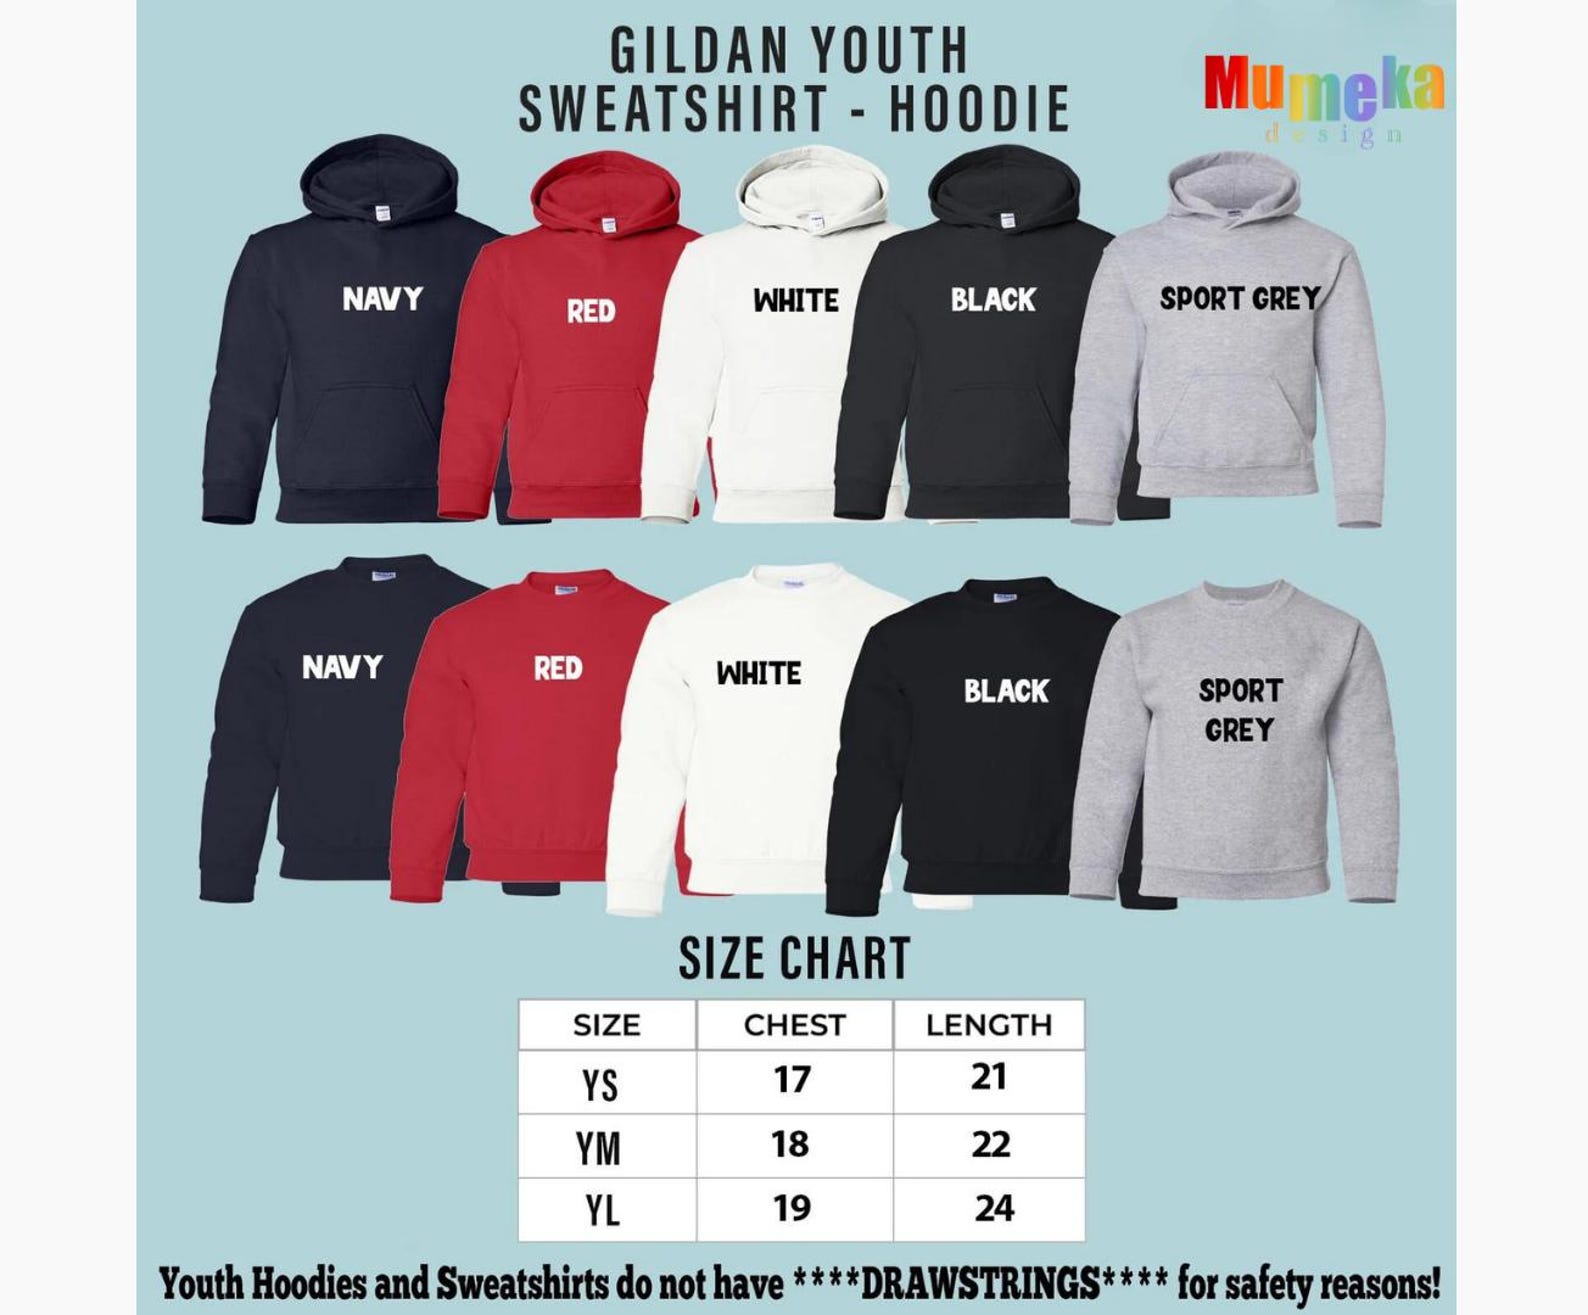 GILDAN YOUTH
SWEATSHIRT - HOODIE
Mumeka
design
NAVY
RED
WHITE
BLACK
SPORT GREY
NAVY
RED
WHITE
BLACK
SPORT
GREY
SIZE CHART
SIZE CHEST LENGTH
YS 17 21
YM 18 22
YL 19 24
Youth Hoodies and Sweatshirts do not have ****DRAWSTRINGS**** for safety reasons!